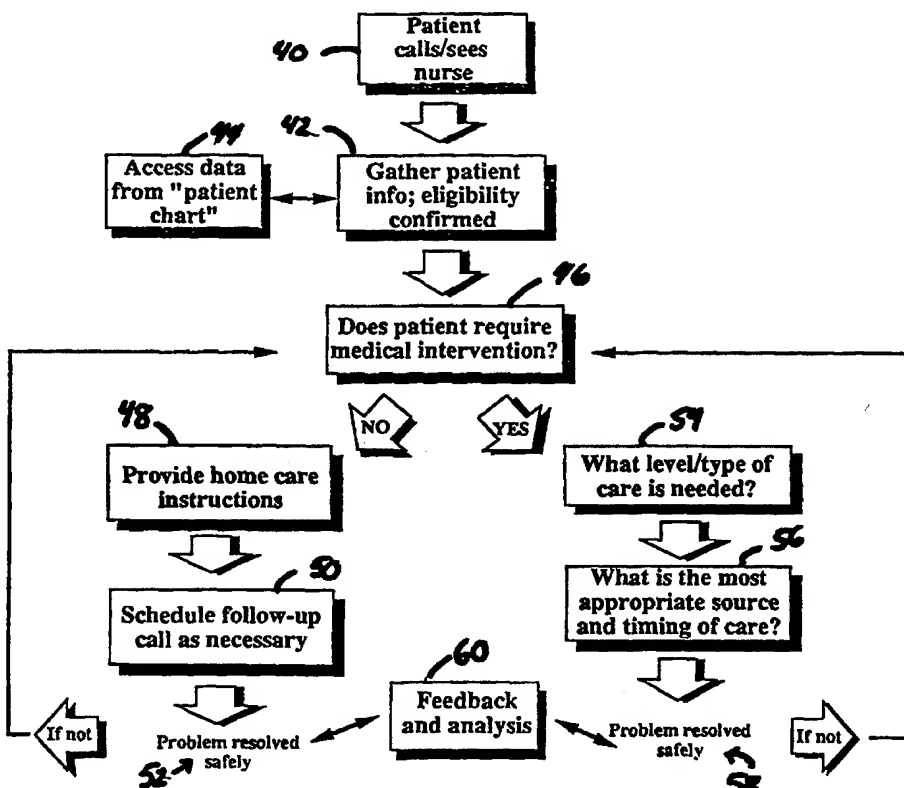 40
Patient
calls/sees
nurse
44
Access data
from "patient
chart"
42
Gather patient
info; eligibility
confirmed
46
Does patient require
medical intervention?
NO
YES
48
Provide home care
instructions
50
Schedule follow-up
call as necessary
If not
Problem resolved
safely
52
54
What level/type of
care is needed?
56
What is the most
appropriate source
and timing of care?
60
Feedback
and analysis
Problem resolved
safely
If not